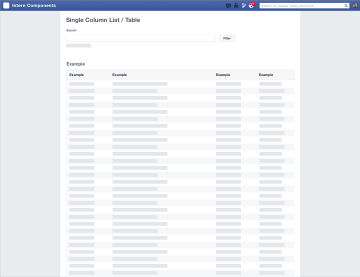 Intern Components
Search for people, tasks and more...
Single Column List / Table
Search
Filter
Example
Example Example Example Example